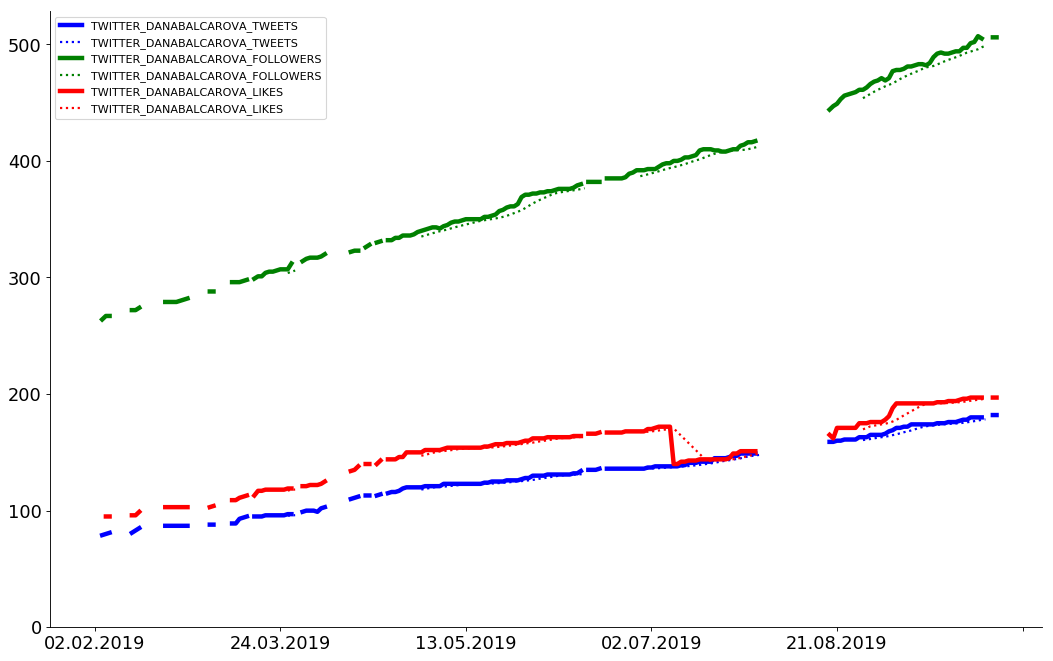 TWITTER_DANABALCAROVA_TWEETS
TWITTER_DANABALCAROVA_TWEETS
TWITTER_DANABALCAROVA_FOLLOWERS
TWITTER_DANABALCAROVA_FOLLOWERS
TWITTER_DANABALCAROVA_LIKES
TWITTER_DANABALCAROVA_LIKES
500
400
300
200
100
0
02.02.2019 24.03.2019 13.05.2019 02.07.2019 21.08.2019